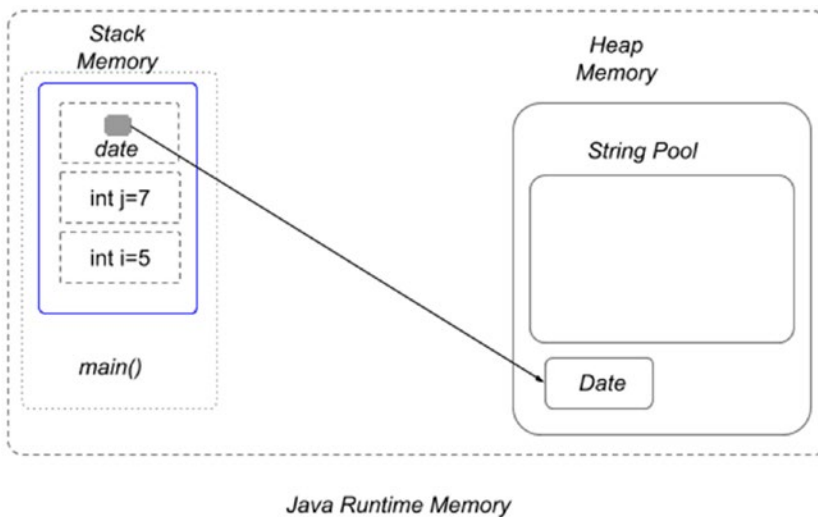 Stack
Memory
date
int j=7
int i=5
main()
Heap
Memory
String Pool
Date
Java Runtime Memory